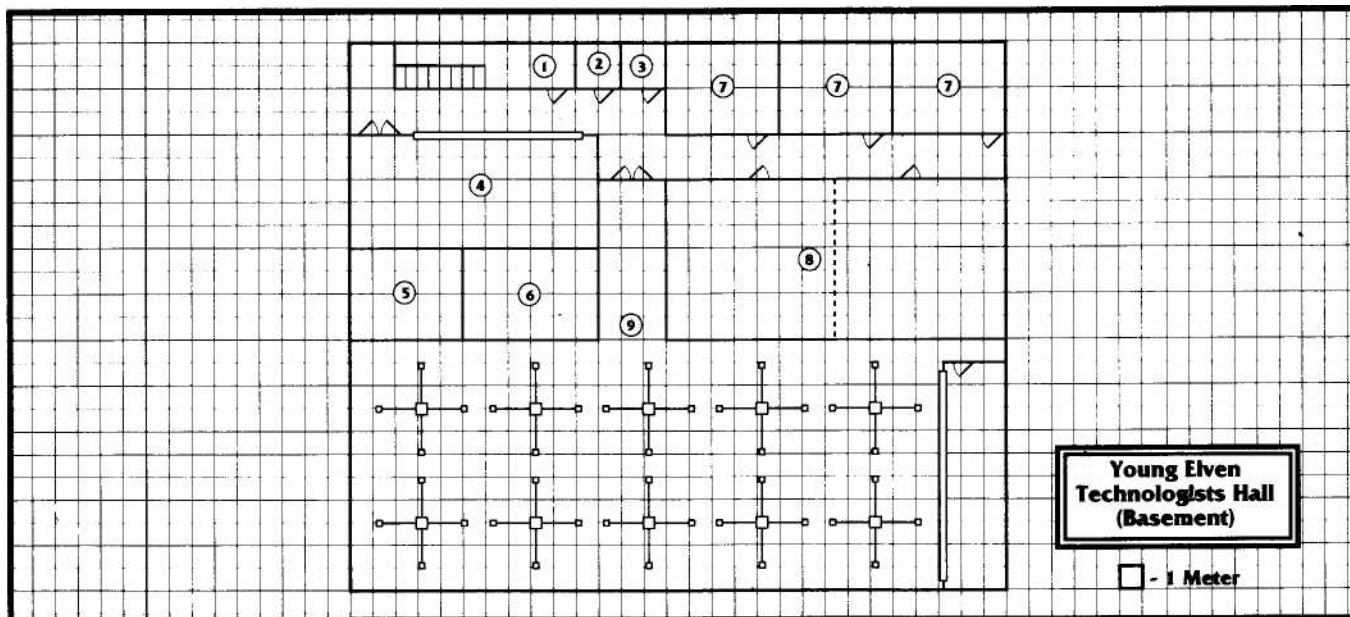 1 2 3 7 7 7
4
8
5 6
9
Young Elven
Technologists Hall
(Basement)
- 1 Meter